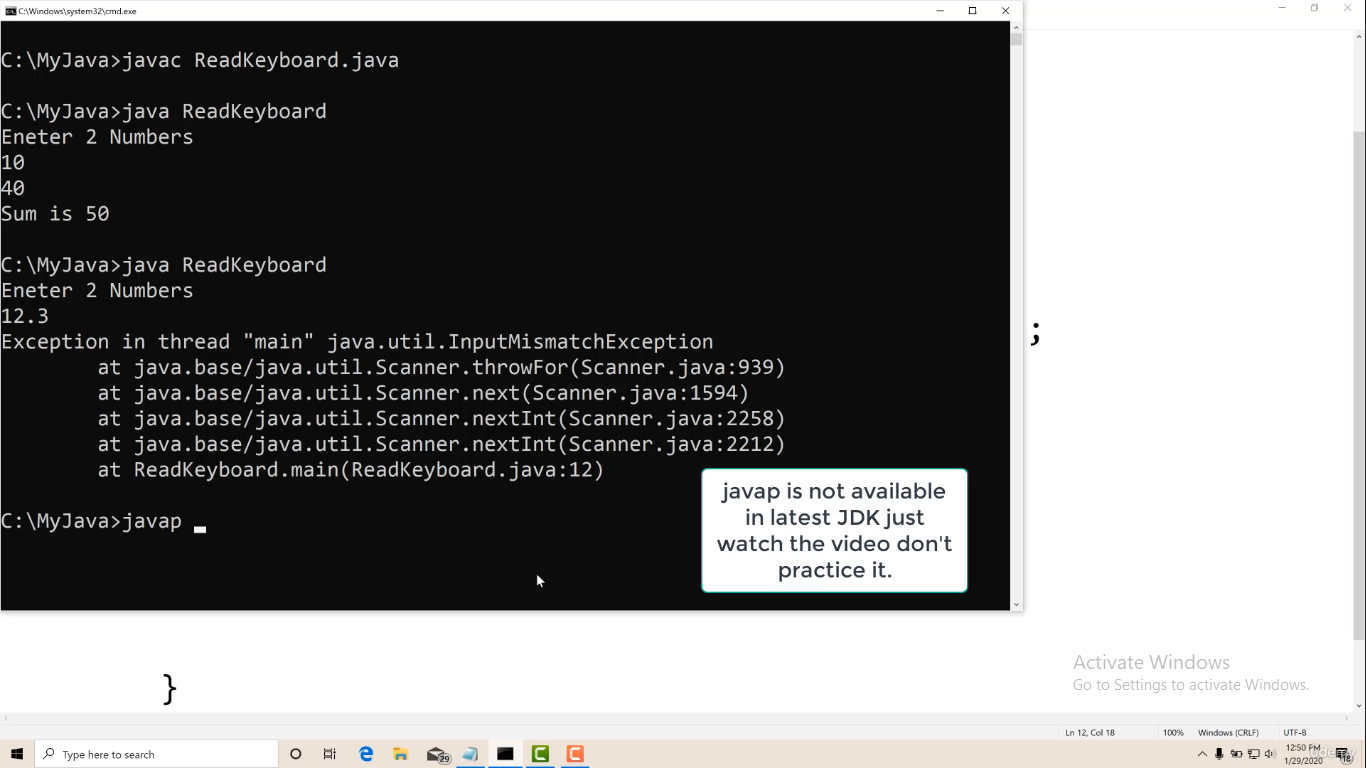 C:\Windows\system32\cmd.exe
C:\MyJava>javac ReadKeyboard.java
C:\MyJava>java ReadKeyboard
Eneter 2 Numbers
10
40
Sum is 50
C:\MyJava>java ReadKeyboard
Eneter 2 Numbers
12.3
Exception in thread "main" java.util.InputMismatchException
at java.base/java.util.Scanner.throwFor(Scanner.java:939)
at java.base/java.util.Scanner.next(Scanner.java:1594)
at java.base/java.util.Scanner.nextInt(Scanner.java:2258)
at java.base/java.util.Scanner.nextInt(Scanner.java:2212)
at ReadKeyboard.main(ReadKeyboard.java:12)
C:\MyJava>javap _
;
javap is not available
in latest JDK just
watch the video don't
practice it.
}
Activate Windows
Go to Settings to activate Windows.
Ln 12, Col 18 100% Windows (CRLF) UTF-8
Type here to search
29
12:50 PM
1/29/2020
18